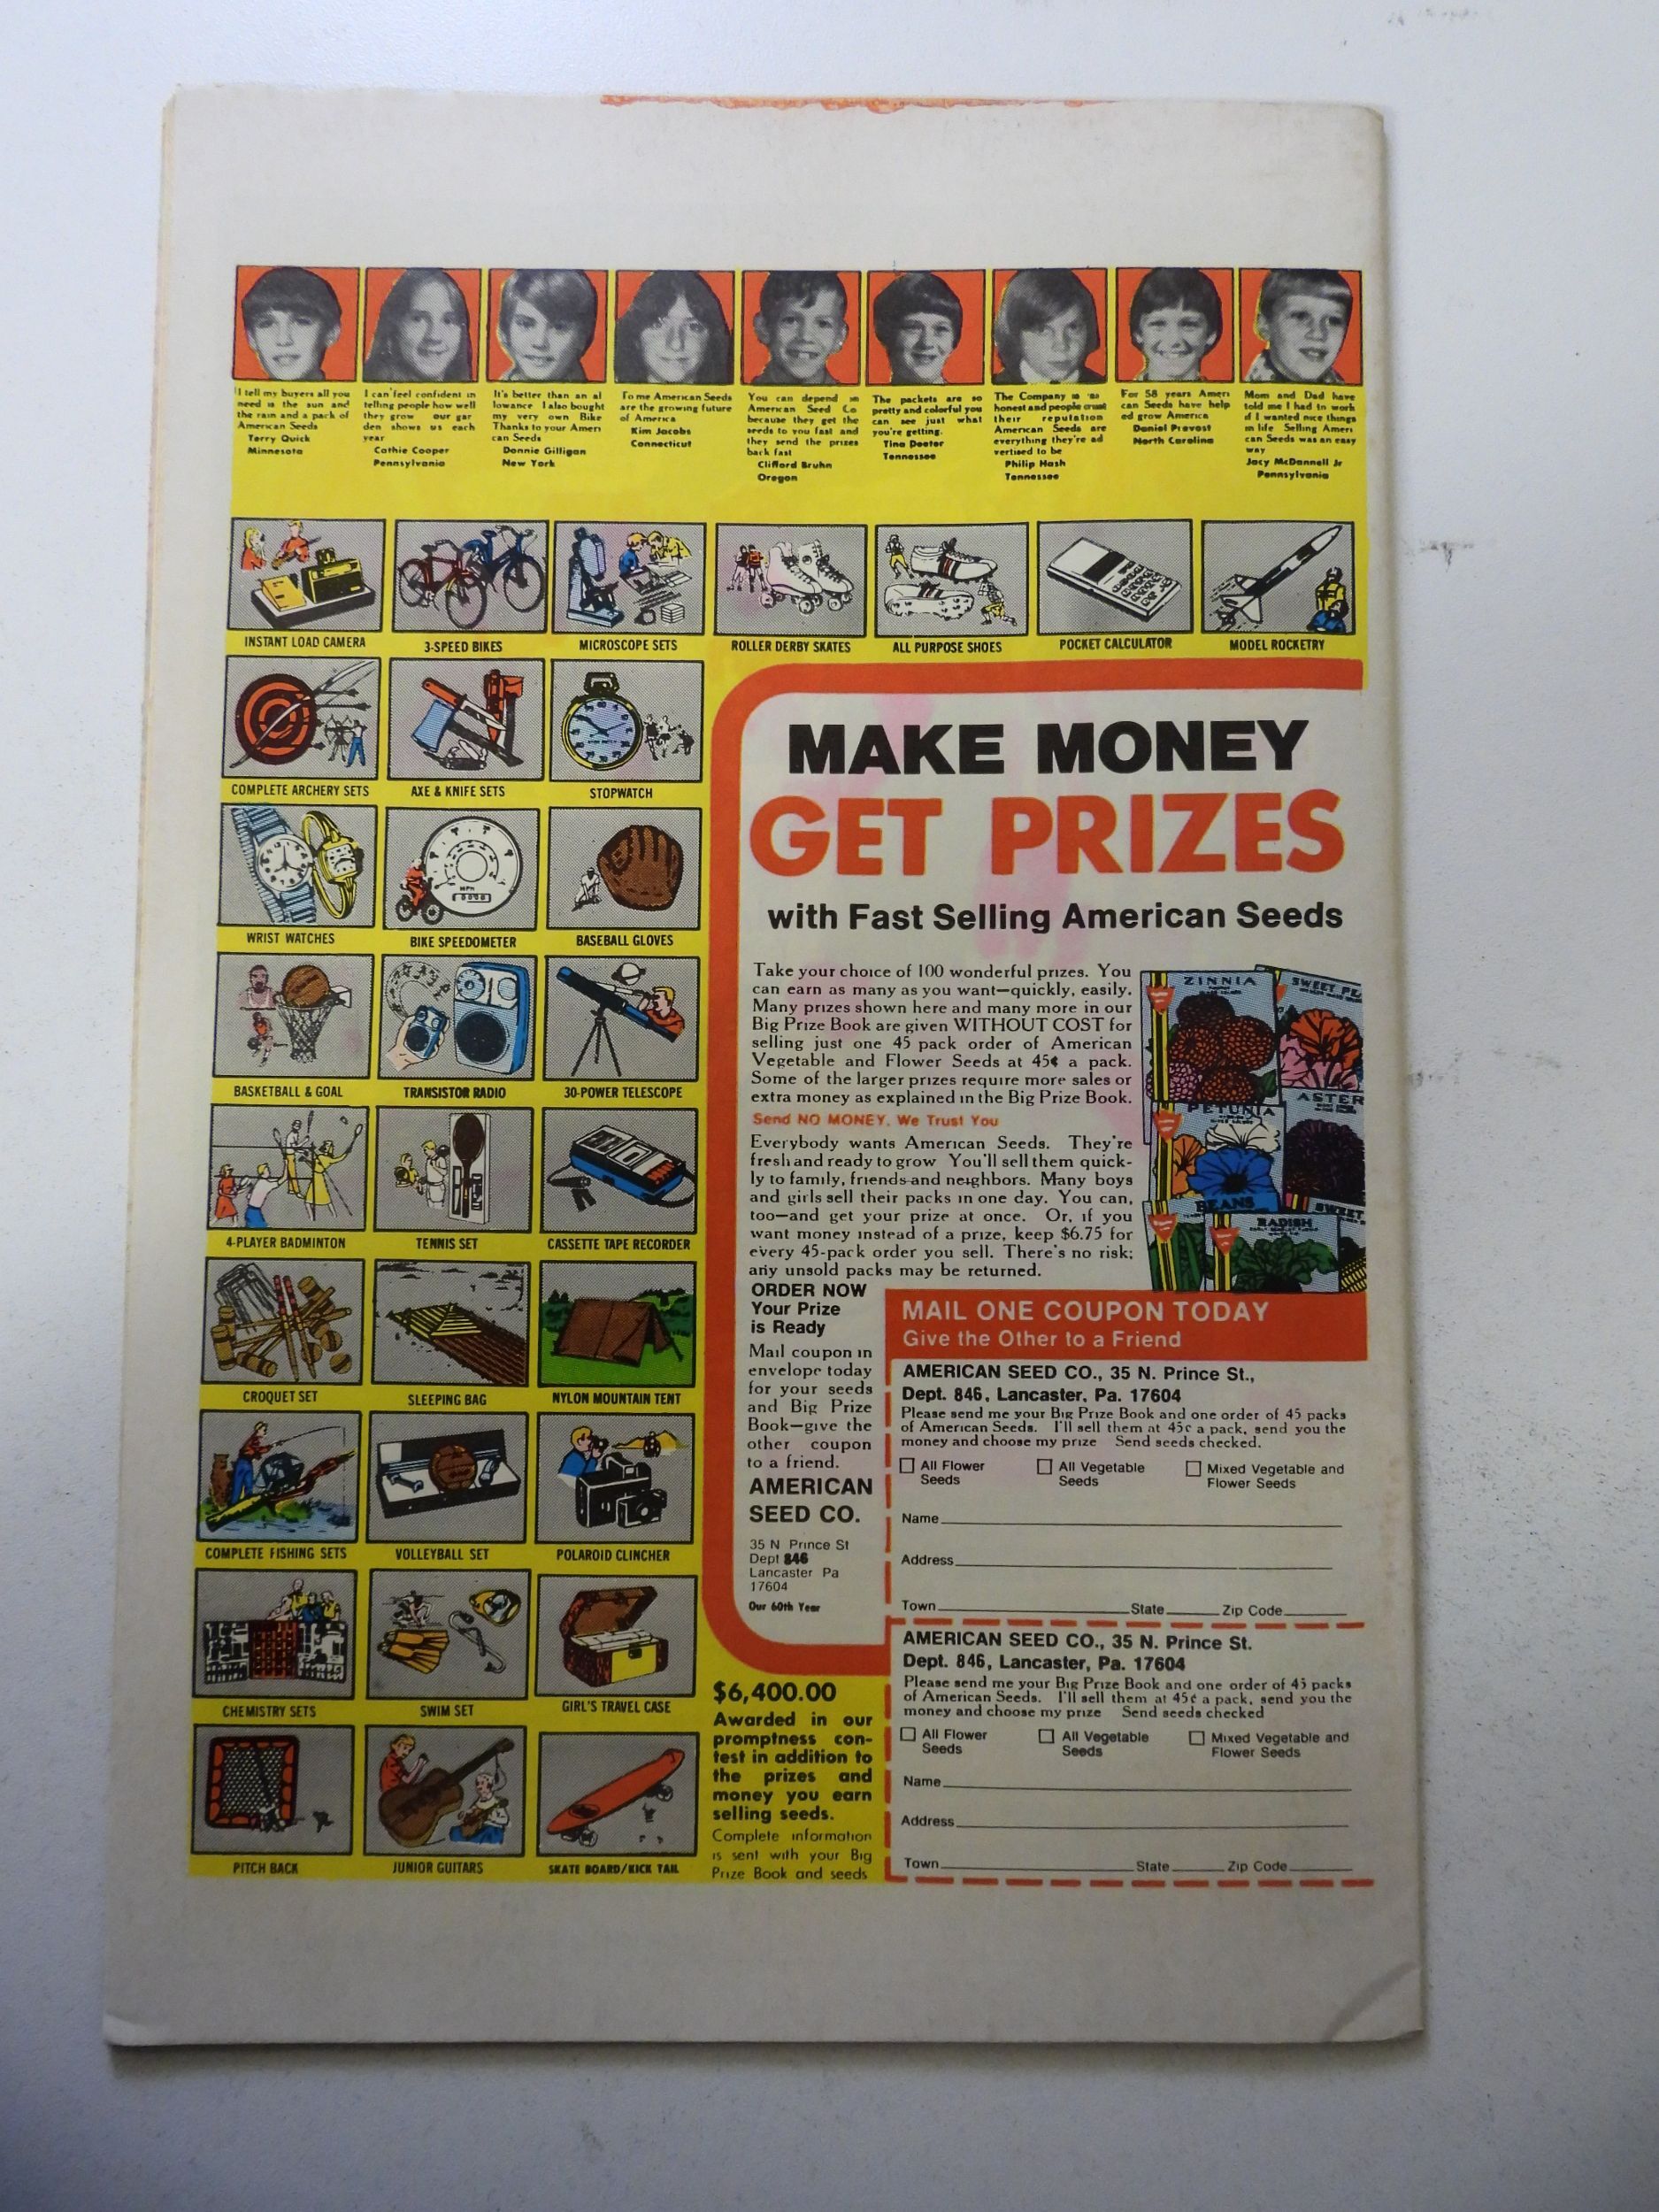 I tell my buyers all you
need is the sun and
the rain and a pack of
American Seeds
Terry Quick
Minnesota
I can feel confident in
telling people how well
they grow our gar
den shows us each
year
Cathie Cooper
Pennsylvania
It's better than an al
lowance I also bought
my very own Bike
Thanks to your Ameri
can Seeds
Donnie Gilligan
New York
To me American Seeds
are the growing future
of America
Kim Jacobs
Connecticut
You can depend on
American Seed Co
because they get the
seeds to you fast and
they send the prizes
back fast
Clifford Bruhn
Oregon
The packets are so
pretty and colorful you
can see just what
you're getting.
Tina Deeter
Tennessee
The Company is
honest and people trust
their reputation
American Seeds are
everything they're ad
vertised to be
Philip Hash
Tennessee
For 58 years Ameri
can Seeds have help
ed grow America
Daniel Provost
North Carolina
Mom and Dad have
told me I had to work
if I wanted nice things
in life Selling Ameri
can Seeds was an easy
way
Jacy McDannell Jr
Pennsylvania
INSTANT LOAD CAMERA
3-SPEED BIKES
MICROSCOPE SETS
ROLLER DERBY SKATES
ALL PURPOSE SHOES
POCKET CALCULATOR
MODEL ROCKETRY
COMPLETE ARCHERY SETS
AXE & KNIFE SETS
STOPWATCH
WRIST WATCHES
MPH
BIKE SPEEDOMETER
BASEBALL GLOVES
BASKETBALL & GOAL
TRANSISTOR RADIO
30-POWER TELESCOPE
4-PLAYER BADMINTON
TENNIS SET
CASSETTE TAPE RECORDER
CROQUET SET
SLEEPING BAG
NYLON MOUNTAIN TENT
COMPLETE FISHING SETS
VOLLEYBALL SET
POLAROID CLINCHER
CHEMISTRY SETS
SWIM SET
GIRL'S TRAVEL CASE
PITCH BACK
JUNIOR GUITARS
SKATE BOARD/KICK TAIL
MAKE MONEY
GET PRIZES
with Fast Selling American Seeds
Take your choice of 100 wonderful prizes. You
can earn as many as you want—quickly, easily.
Many prizes shown here and many more in our
Big Prize Book are given WITHOUT COST for
selling just one 45 pack order of American
Vegetable and Flower Seeds at 45¢ a pack.
Some of the larger prizes require more sales or
extra money as explained in the Big Prize Book.
Send NO MONEY, We Trust You
Everybody wants American Seeds. They're
fresh and ready to grow You'll sell them quick-
ly to family, friends and neighbors. Many boys
and girls sell their packs in one day. You can,
too—and get your prize at once. Or, if you
want money instead of a prize, keep $6.75 for
every 45-pack order you sell. There's no risk;
any unsold packs may be returned.
ZINNIA
SWEET PE
ASTER
PETUNIA
BEANS
SWEET
RADISH
ORDER NOW
Your Prize
is Ready
Mail coupon in
envelope today
for your seeds
and Big Prize
Book—give the
other coupon
to a friend.
AMERICAN
SEED CO.
35 N Prince St
Dept 846
Lancaster Pa
17604
Our 60th Year
MAIL ONE COUPON TODAY
Give the Other to a Friend
AMERICAN SEED CO., 35 N. Prince St.,
Dept. 846, Lancaster, Pa. 17604
Please send me your Big Prize Book and one order of 45 packs
of American Seeds. I'll sell them at 45¢ a pack, send you the
money and choose my prize Send seeds checked.
All Flower Seeds
All Vegetable Seeds
Mixed Vegetable and Flower Seeds
Name
Address
Town State Zip Code
AMERICAN SEED CO., 35 N. Prince St.
Dept. 846, Lancaster, Pa. 17604
Please send me your Big Prize Book and one order of 45 packs
of American Seeds. I'll sell them at 45¢ a pack, send you the
money and choose my prize Send seeds checked
All Flower Seeds
All Vegetable Seeds
Mixed Vegetable and Flower Seeds
Name
Address
Town State Zip Code
$6,400.00
Awarded in our
promptness con-
test in addition to
the prizes and
money you earn
selling seeds.
Complete information
is sent with your Big
Prize Book and seeds